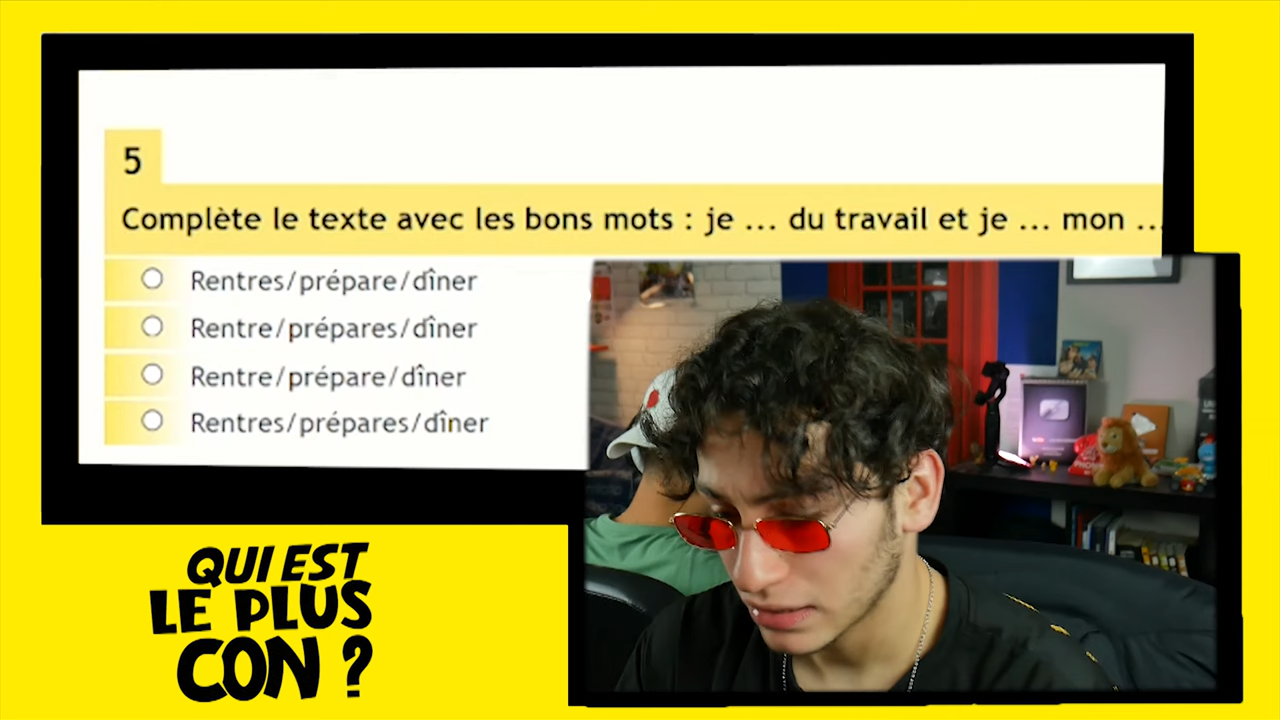 5
Complète le texte avec les bons mots : je ... du travail et je ... mon ...
Rentres/prépare/dîner
Rentre/prépares/dîner
Rentre/prépare/dîner
Rentres/prépares/dîner
QUI EST
LE PLUS
CON ?